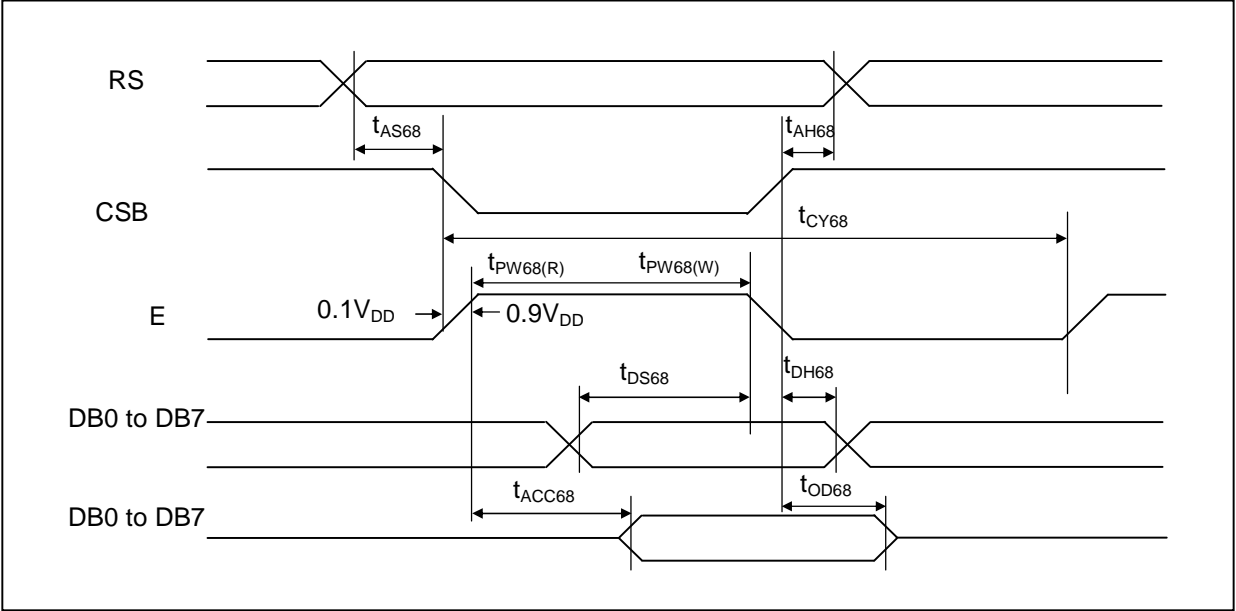 RS
tAS68
tAH68
CSB
tCY68
tPW68(R) tPW68(W)
E
0.1VDD
0.9VDD
tDS68
tDH68
DB0 to DB7
tACC68
tOD68
DB0 to DB7